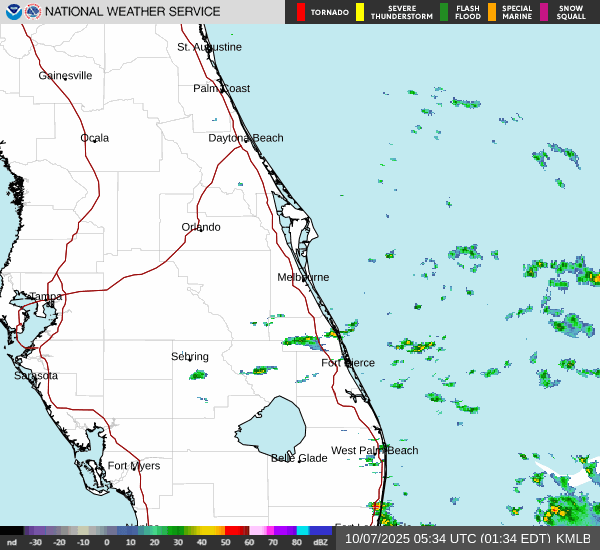 NATIONAL WEATHER SERVICE
TORNADO
SEVERE THUNDERSTORM
FLASH FLOOD
SPECIAL MARINE
SNOW SQUALL
St. Augustine
Gainesville
Palm Coast
Ocala
Daytona Beach
Orlando
Melbourne
Tampa
Sebring
Fort Pierce
Sarasota
West Palm Beach
Belle Glade
Fort Myers
nd -30 -20 -10 0 10 20 30 40 50 60 70 80 dBZ
10/07/2025 05:34 UTC (01:34 EDT) KMLB